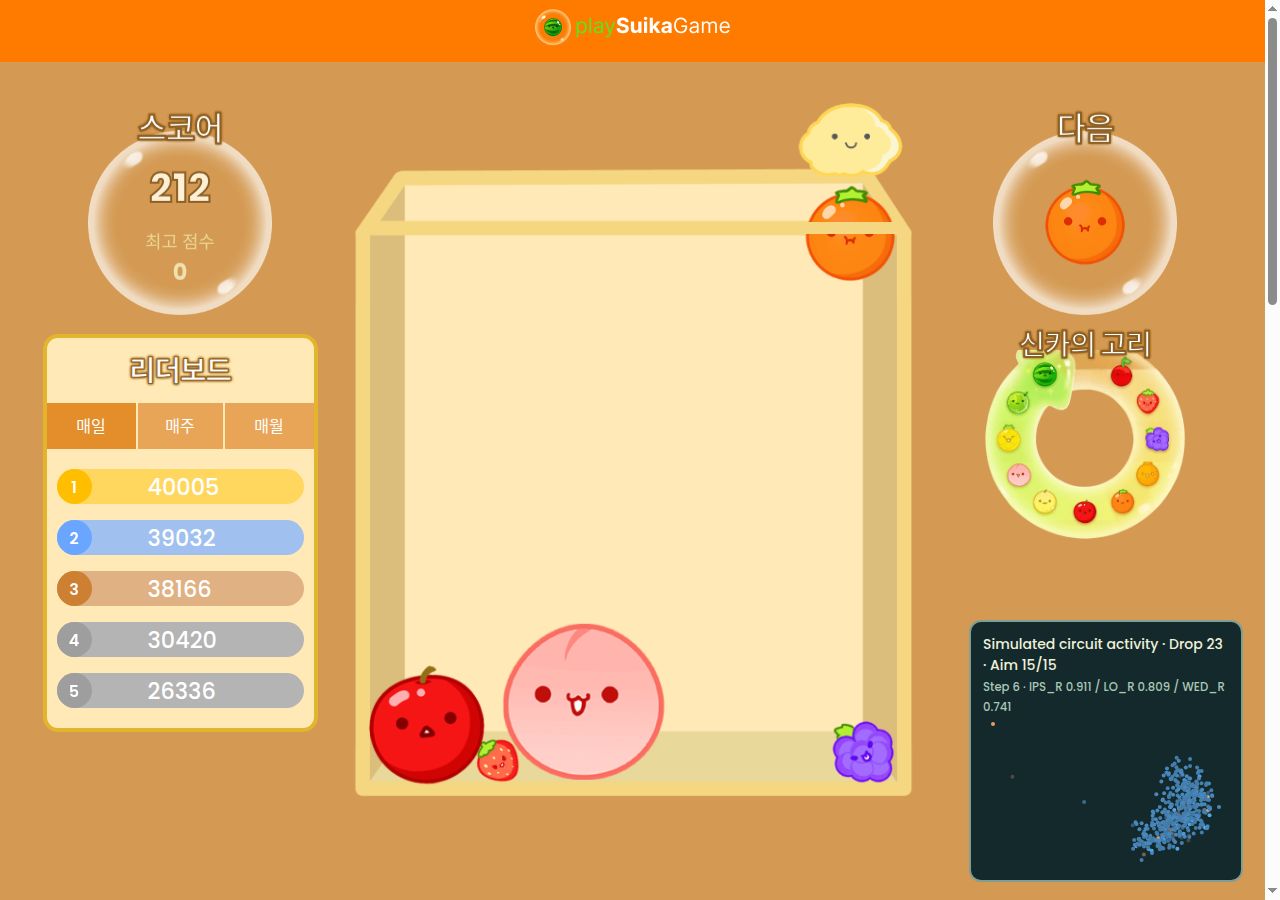 playSuikaGame
스코어
212
최고 점수
0
다음
신카의 고리
리더보드
매일 매주 매월
1 40005
2 39032
3 38166
4 30420
5 26336
Simulated circuit activity · Drop 23
· Aim 15/15
Step 6 · IPS_R 0.911 / LO_R 0.809 / WED_R
0.741